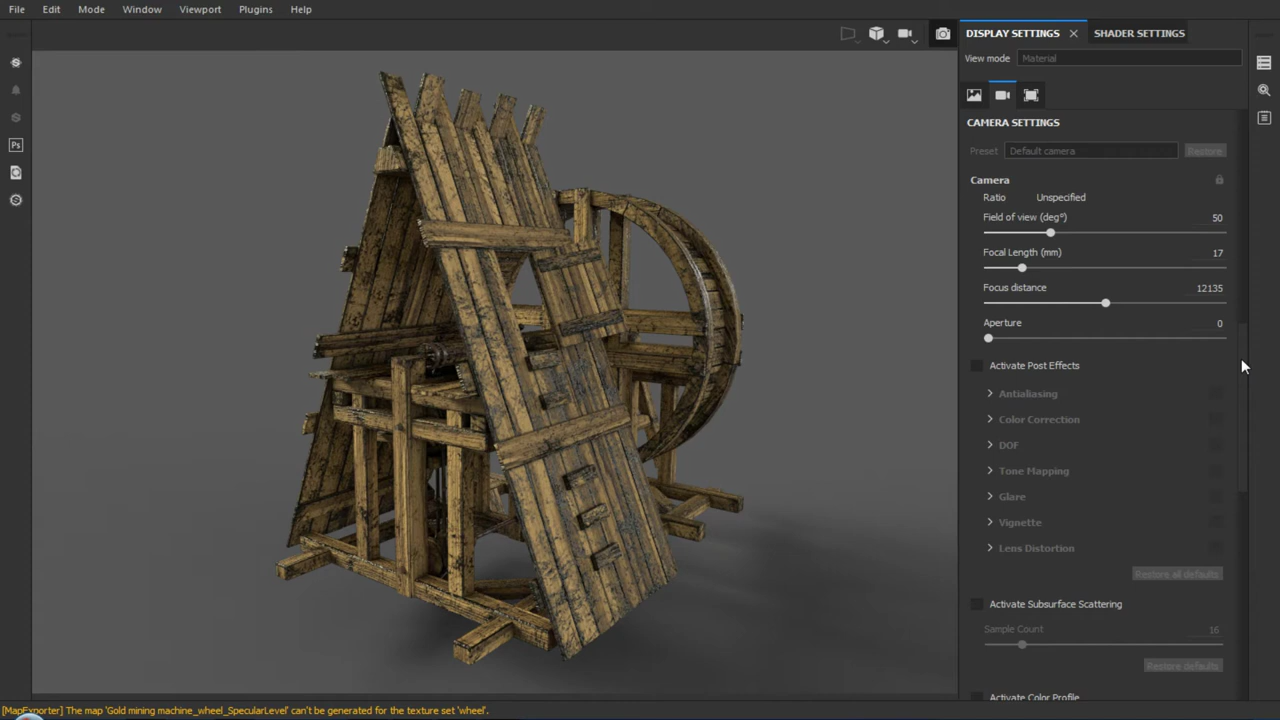 File Edit Mode Window Viewport Plugins Help
DISPLAY SETTINGS
SHADER SETTINGS
View mode Material
Ps
CAMERA SETTINGS
Preset Default camera Restore
Camera
Ratio Unspecified
Field of view (deg°) 50
Focal Length (mm) 17
Focus distance 12135
Aperture 0
Activate Post Effects
Antialiasing
Color Correction
DOF
Tone Mapping
Glare
Vignette
Lens Distortion
Restore all defaults
Activate Subsurface Scattering
Sample Count 16
Restore defaults
Activate Color Profile
[MapExporter] The map 'Gold mining machine_wheel_SpecularLevel' can't be generated for the texture set 'wheel'.